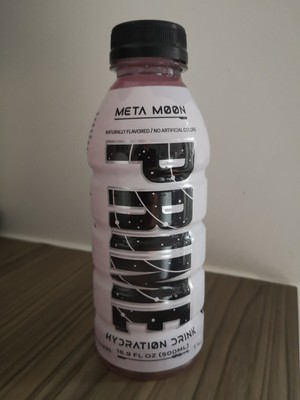 META MOON
NATURALLY FLAVORED / NO ARTIFICIAL COLORS
PRIME
HYDRATION DRINK
16.9 FL OZ (500ML)